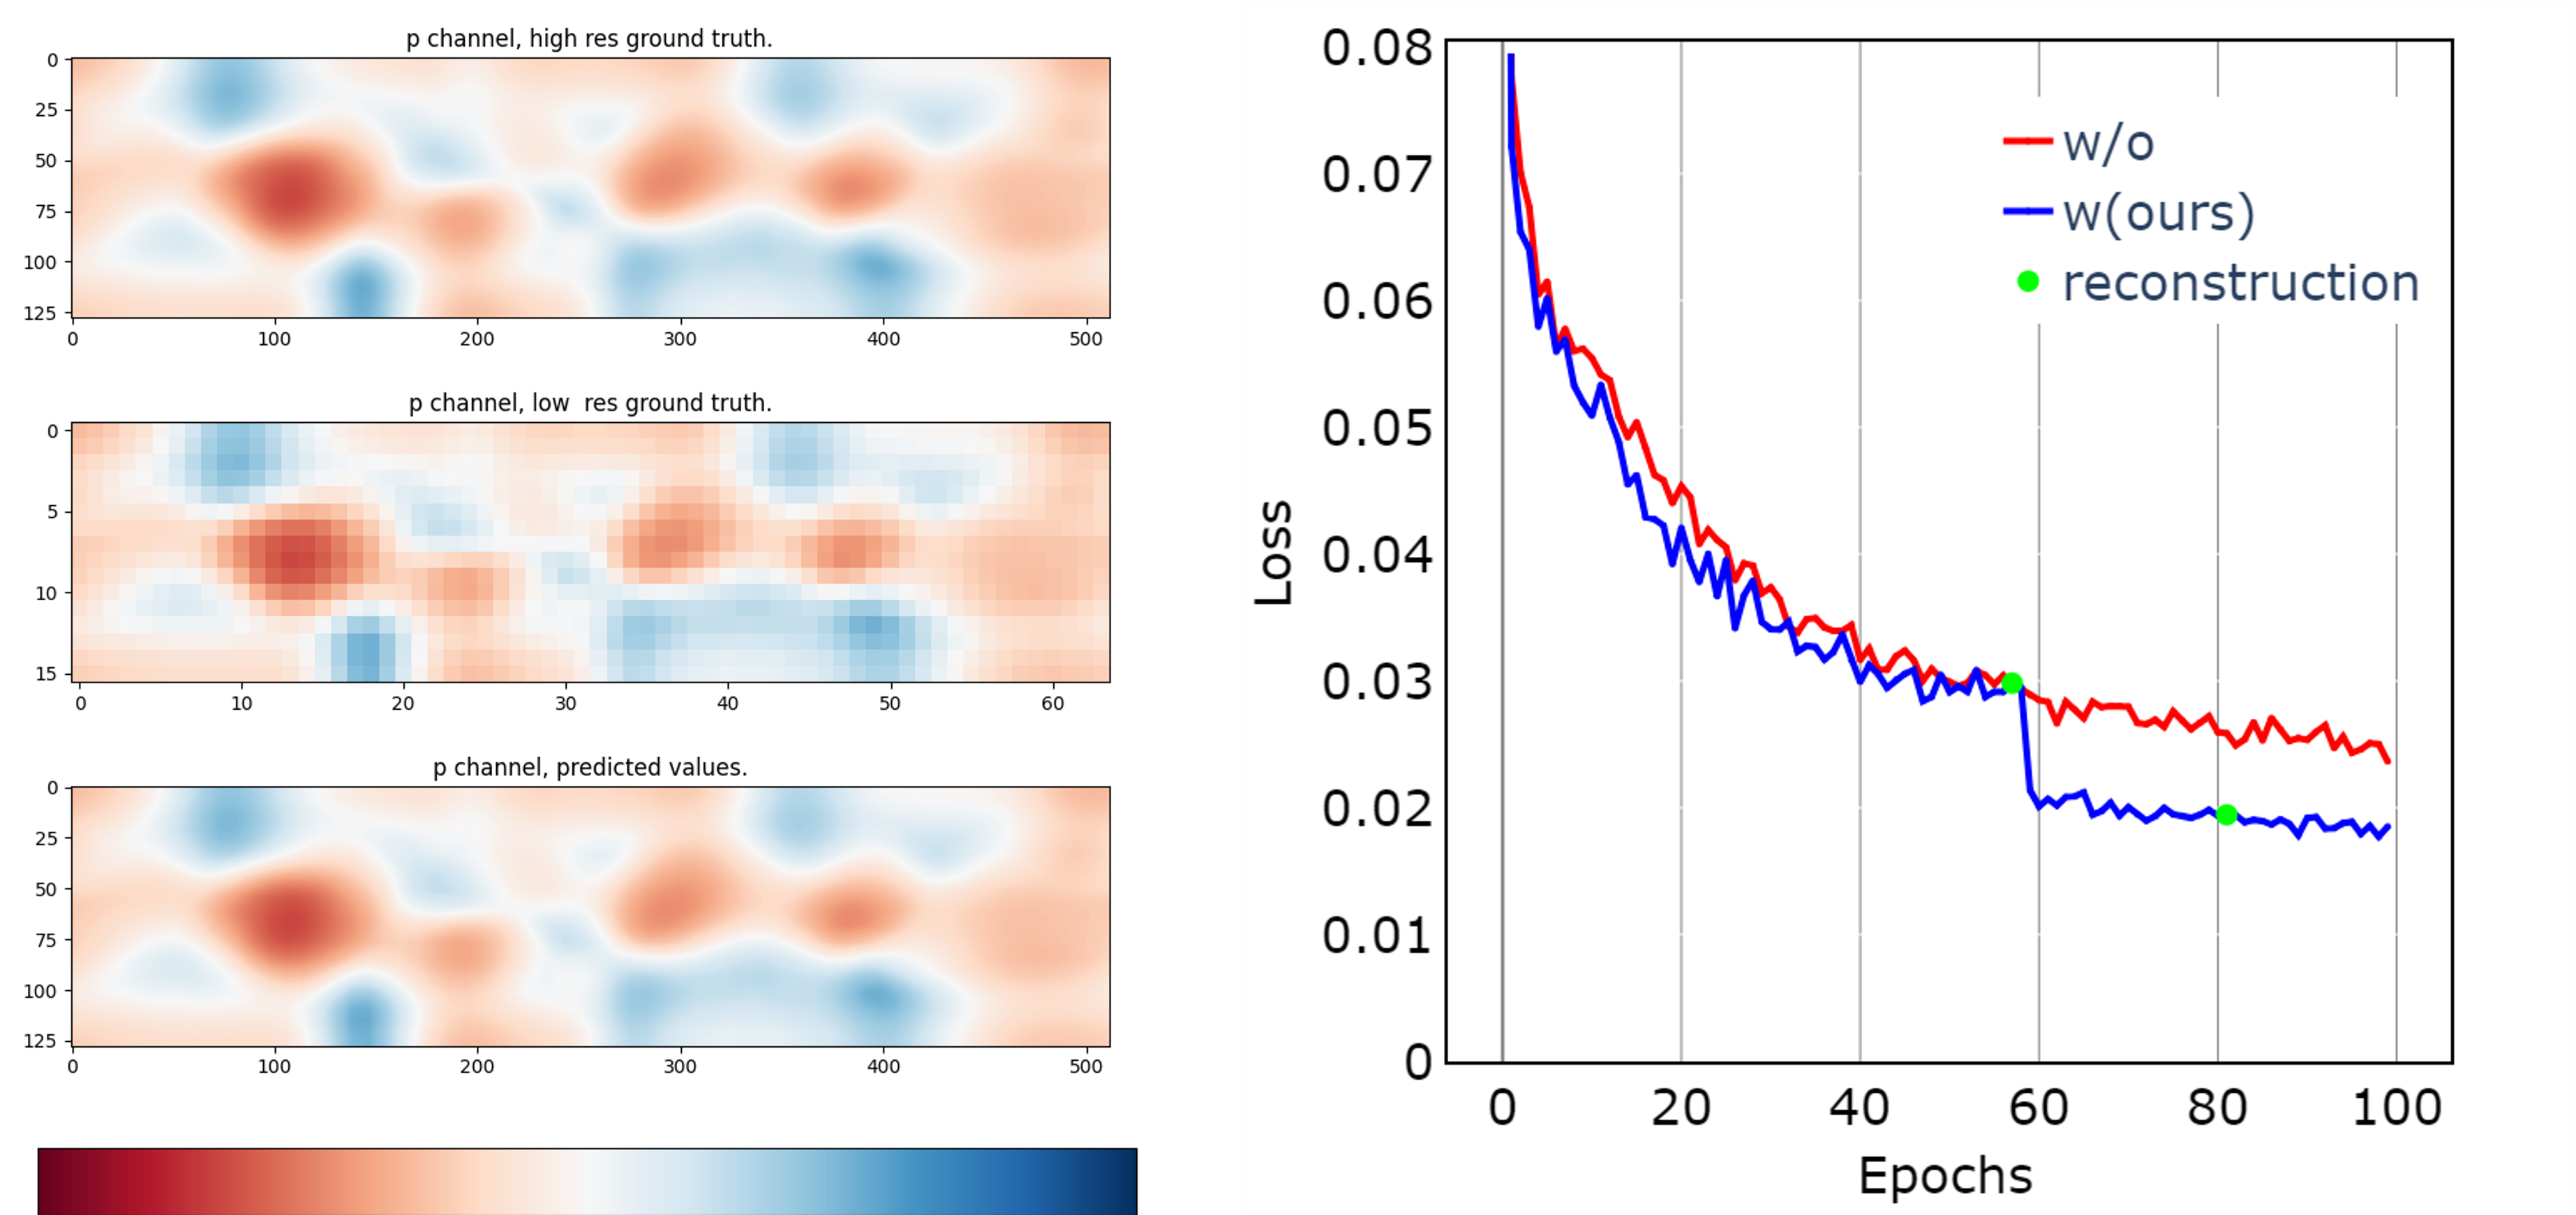 p channel, high res ground truth.
0
25
50
75
100
125
0 100 200 300 400 500
p channel, low  res ground truth.
0
5
10
15
0 10 20 30 40 50 60
p channel, predicted values.
0
25
50
75
100
125
0 100 200 300 400 500
0.08
0.07
0.06
0.05
0.04
0.03
0.02
0.01
0
Loss
w/o
w(ours)
reconstruction
0 20 40 60 80 100
Epochs